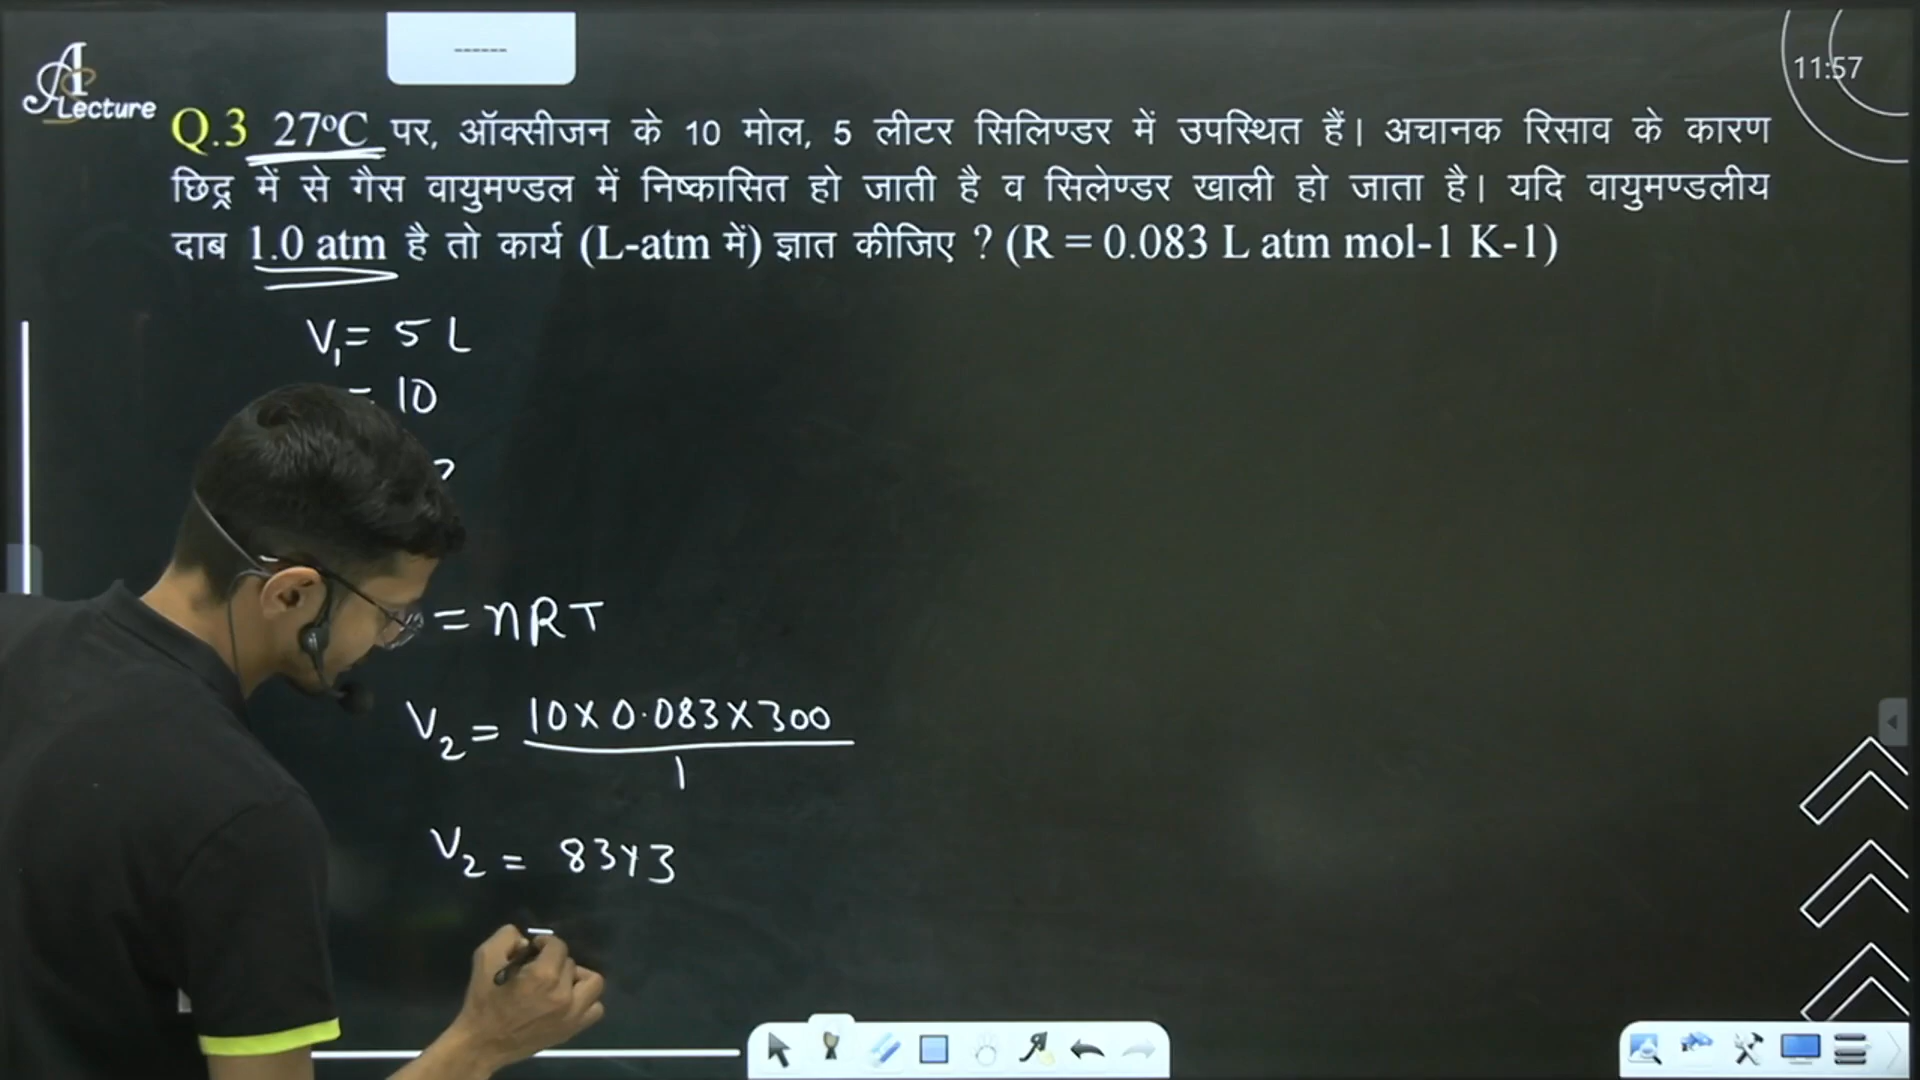 ------
11:57
A
S
Lecture
Q.3 27ºC पर, ऑक्सीजन के 10 मोल, 5 लीटर सिलिण्डर में उपस्थित हैं। अचानक रिसाव के कारण
छिद्र में से गैस वायुमण्डल में निष्कासित हो जाती है व सिलेण्डर खाली हो जाता है। यदि वायुमण्डलीय
दाब 1.0 atm है तो कार्य (L-atm में) ज्ञात कीजिए ? (R = 0.083 L atm mol-1 K-1)
V₁ = 5 L
= 10
?
= nRT
V₂ = 10 × 0.083 × 300
1
V₂ = 83×3
=